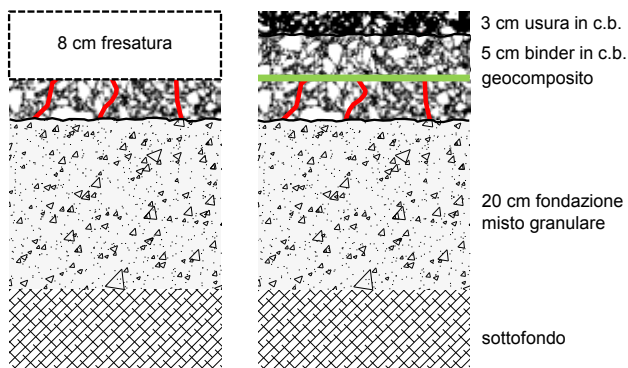 8 cm fresatura
3 cm usura in c.b.
5 cm binder in c.b.
geocomposito
20 cm fondazione
misto granulare
sottofondo